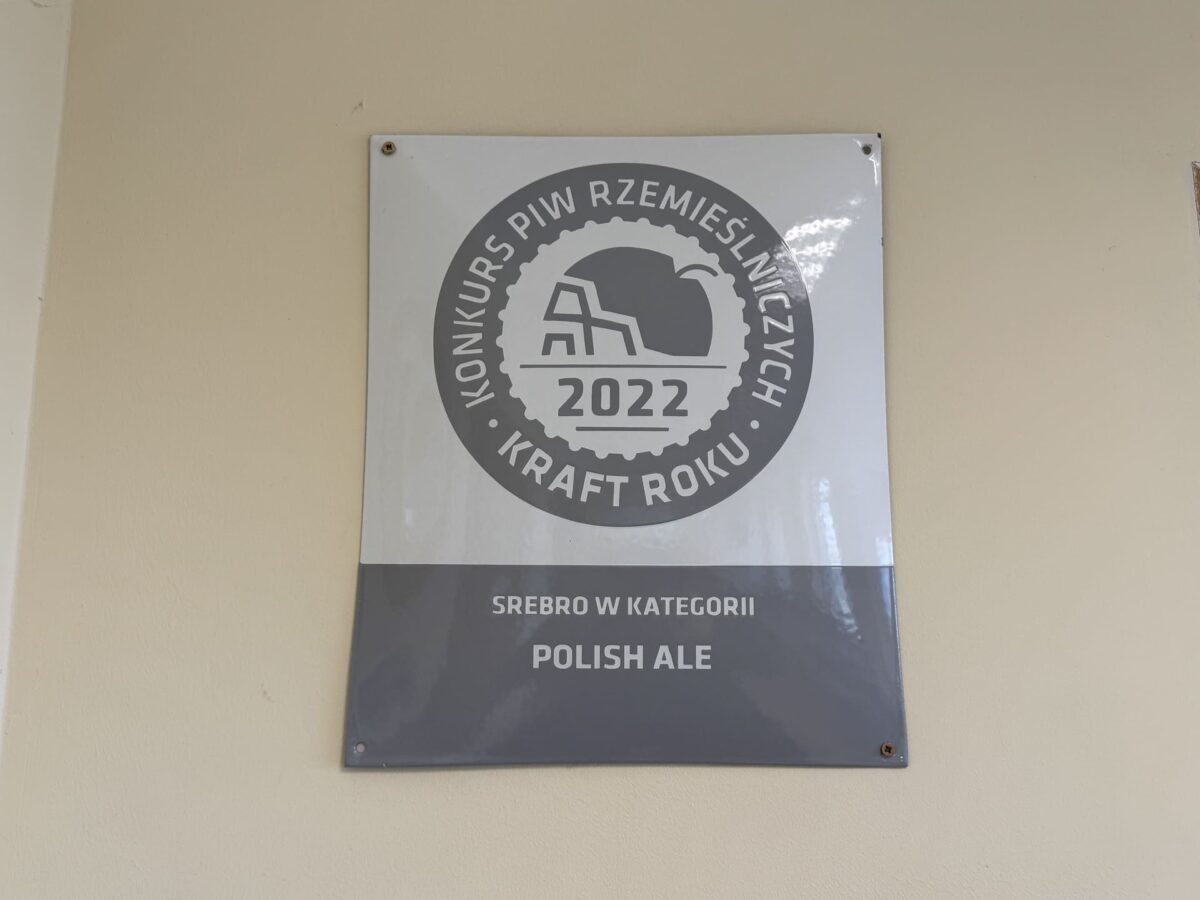 KONKURS PIW RZEMIEŚLNICZYCH
2022
• KRAFT ROKU •
SREBRO W KATEGORII
POLISH ALE